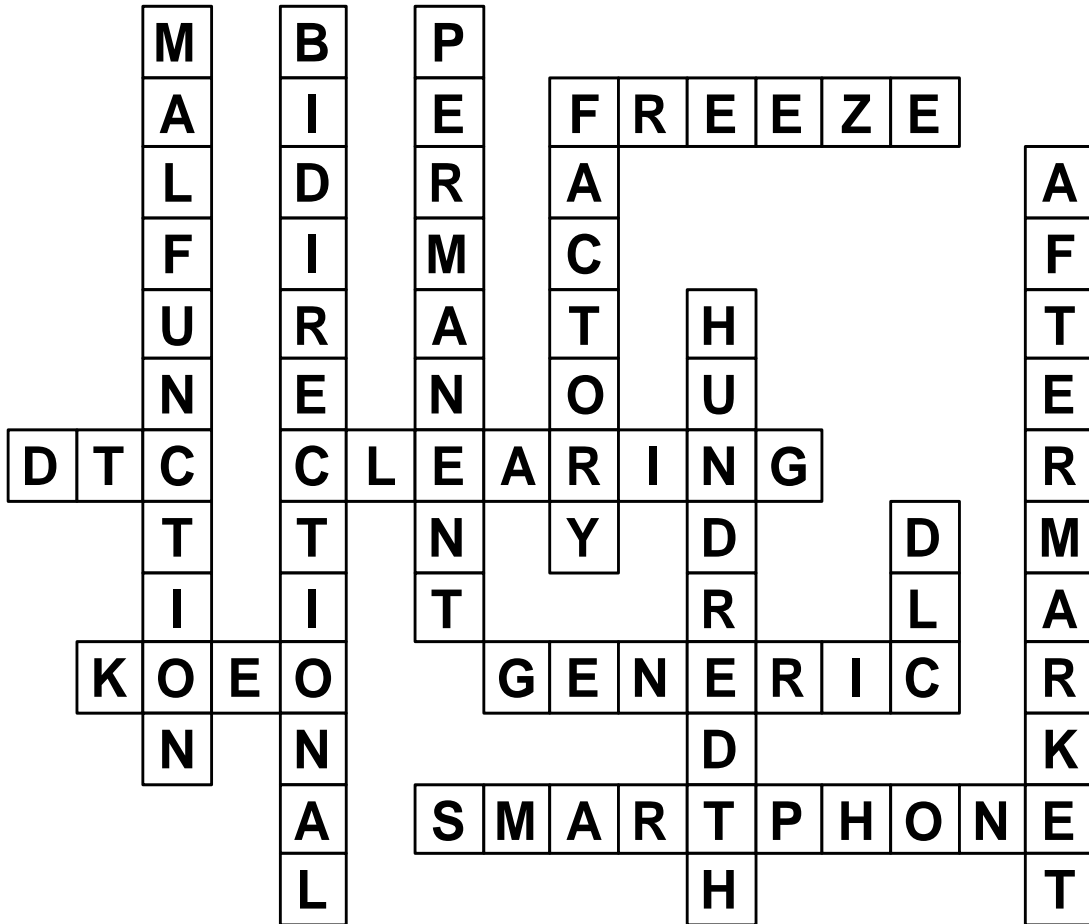 MALFUNCTION
BIDIRECTIONAL
PERMANENT
FREEZE
FACTORY
AFTERMARKET
HUNDREDTH
DTC CLEARING
DLC
KOEO
GENERIC
SMARTPHONE